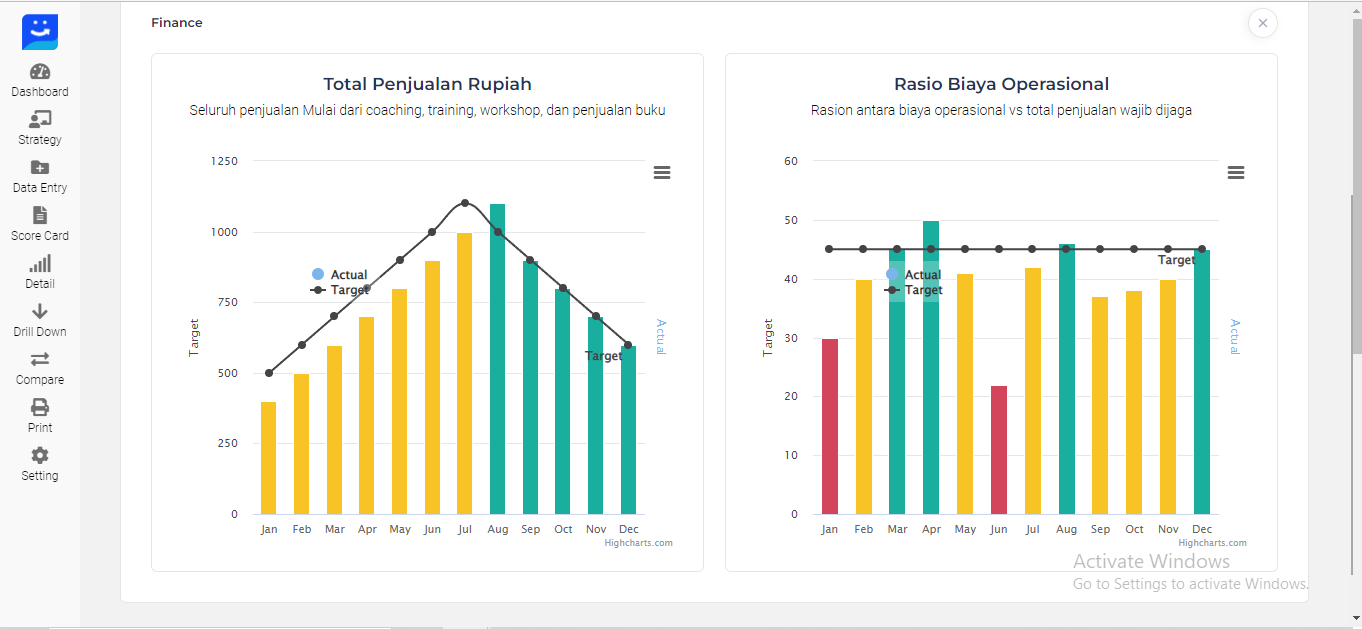 Finance
Dashboard
Strategy
Data Entry
Score Card
Detail
Drill Down
Compare
Print
Setting
Total Penjualan Rupiah
Seluruh penjualan Mulai dari coaching, training, workshop, dan penjualan buku
1250
1000
750
500
250
0
Target
Actual
Actual
Target
Target
Jan Feb Mar Apr May Jun Jul Aug Sep Oct Nov Dec
Highcharts.com
Rasio Biaya Operasional
Rasion antara biaya operasional vs total penjualan wajib dijaga
60
50
40
30
20
10
0
Target
Actual
Actual
Target
Target
Jan Feb Mar Apr May Jun Jul Aug Sep Oct Nov Dec
Highcharts.com
Activate Windows
Go to Settings to activate Windows.